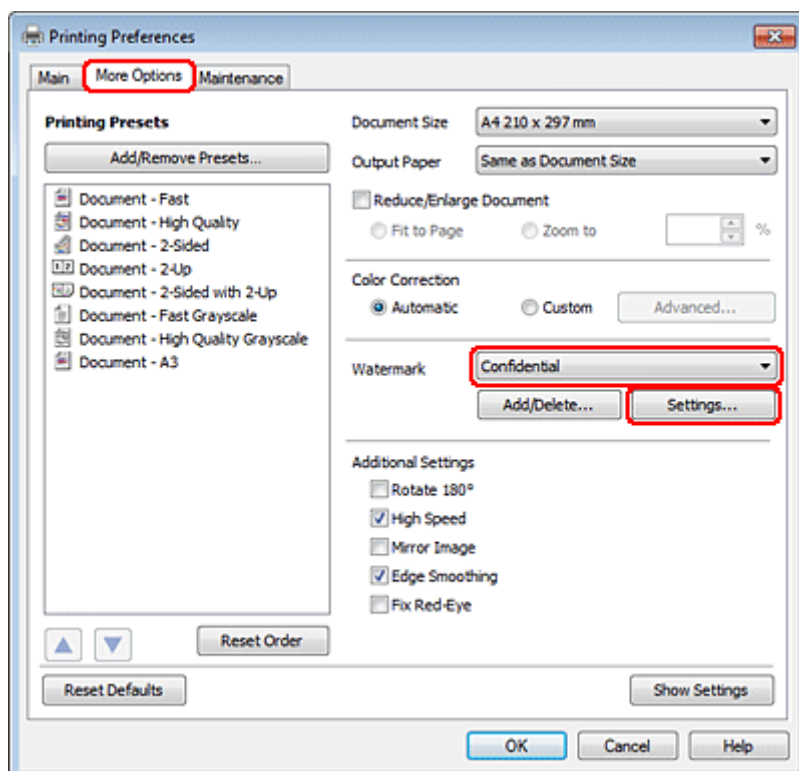 Printing Preferences
Main More Options Maintenance
Printing Presets
Add/Remove Presets...
Document - Fast
Document - High Quality
Document - 2-Sided
Document - 2-Up
Document - 2-Sided with 2-Up
Document - Fast Grayscale
Document - High Quality Grayscale
Document - A3
Reset Order
Document Size A4 210 x 297 mm
Output Paper Same as Document Size
Reduce/Enlarge Document
Fit to Page Zoom to %
Color Correction
Automatic Custom Advanced...
Watermark Confidential
Add/Delete... Settings...
Additional Settings
Rotate 180°
High Speed
Mirror Image
Edge Smoothing
Fix Red-Eye
Reset Defaults Show Settings
OK Cancel Help